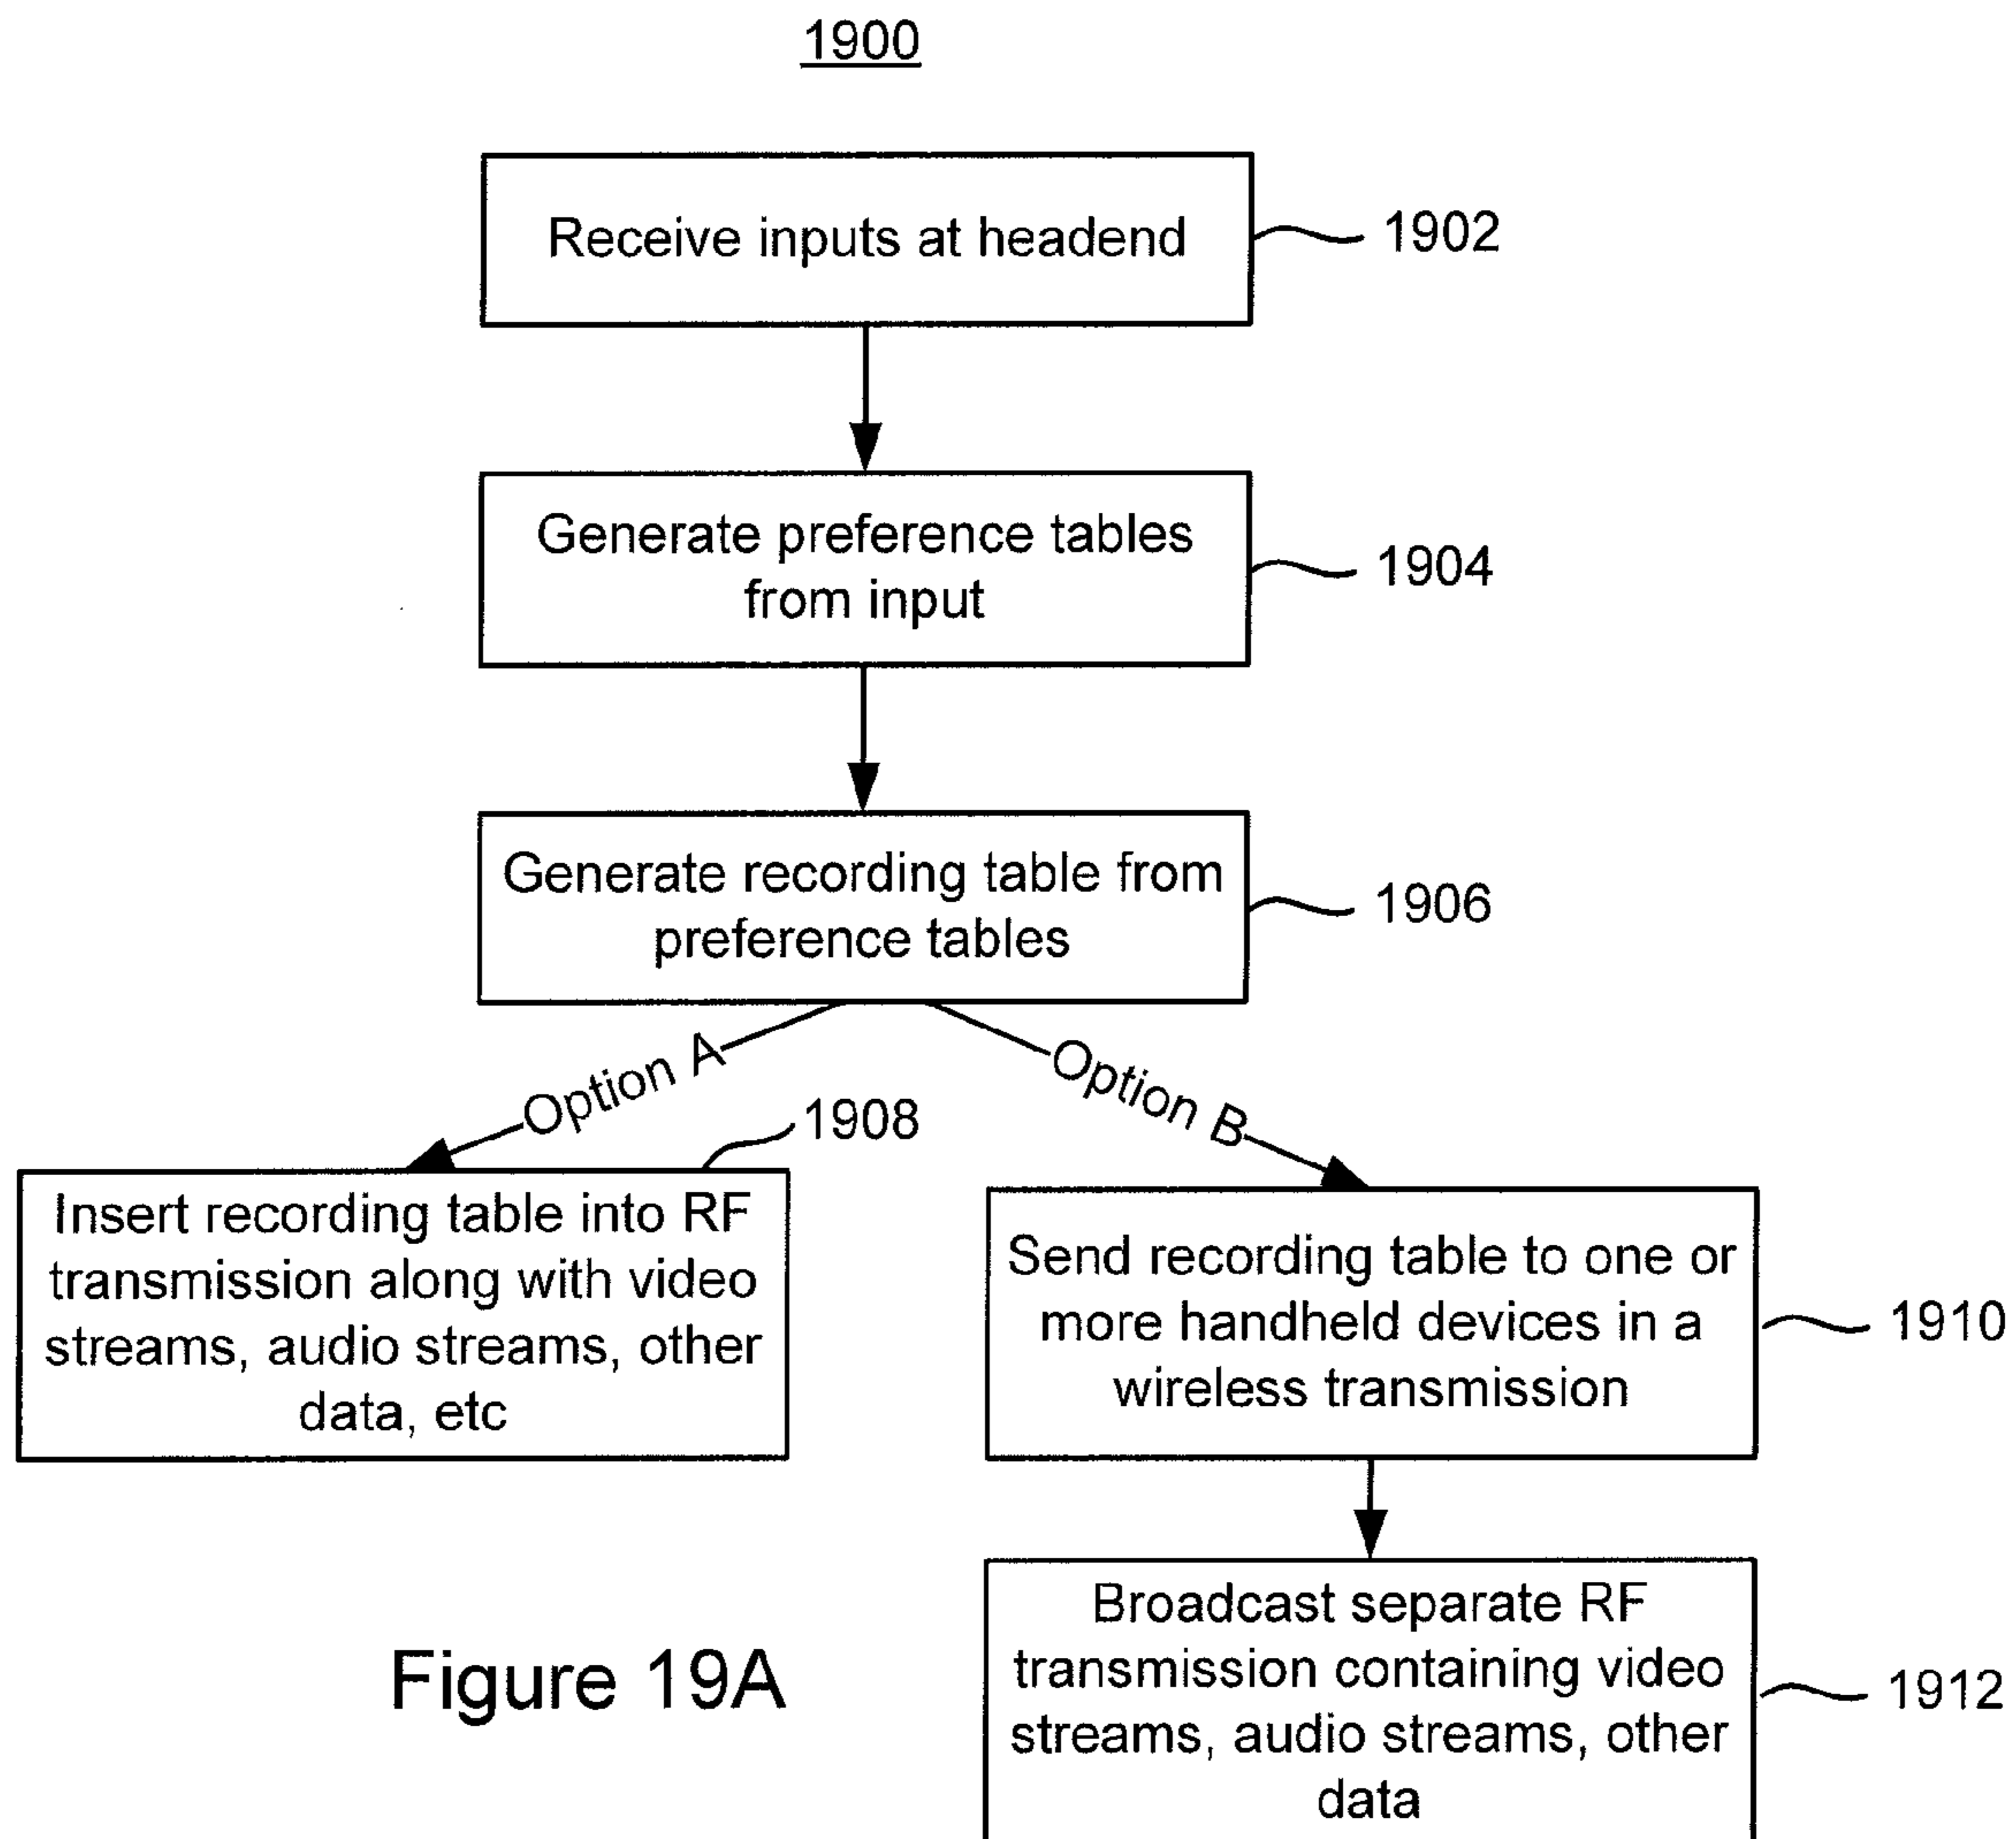 1900
Receive inputs at headend
1902
Generate preference tables
from input
1904
Generate recording table from
preference tables
1906
Option A
Option B
1908
Insert recording table into RF
transmission along with video
streams, audio streams, other
data, etc
Send recording table to one or
more handheld devices in a
wireless transmission
1910
Broadcast separate RF
transmission containing video
streams, audio streams, other
data
1912
Figure 19A